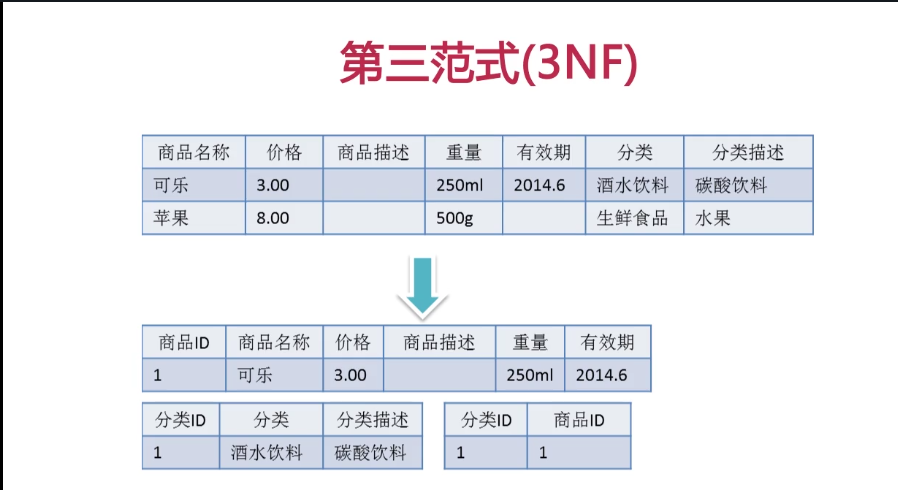 第三范式(3NF)
商品名称 价格 商品描述 重量 有效期 分类 分类描述
可乐 3.00 250ml 2014.6 酒水饮料 碳酸饮料
苹果 8.00 500g 生鲜食品 水果
商品ID 商品名称 价格 商品描述 重量 有效期
1 可乐 3.00 250ml 2014.6
分类ID 分类 分类描述
1 酒水饮料 碳酸饮料
分类ID 商品ID
1 1